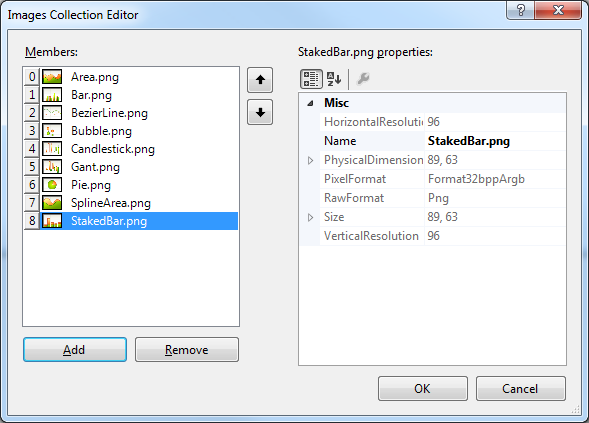 Images Collection Editor
?
Members:
StakedBar.png properties:
0 Area.png
1 Bar.png
2 BezierLine.png
3 Bubble.png
4 Candlestick.png
5 Gant.png
6 Pie.png
7 SplineArea.png
8 StakedBar.png
A Z
Misc
HorizontalResolutio 96
Name StakedBar.png
PhysicalDimension 89, 63
PixelFormat Format32bppArgb
RawFormat Png
Size 89, 63
VerticalResolution 96
Add
Remove
OK
Cancel